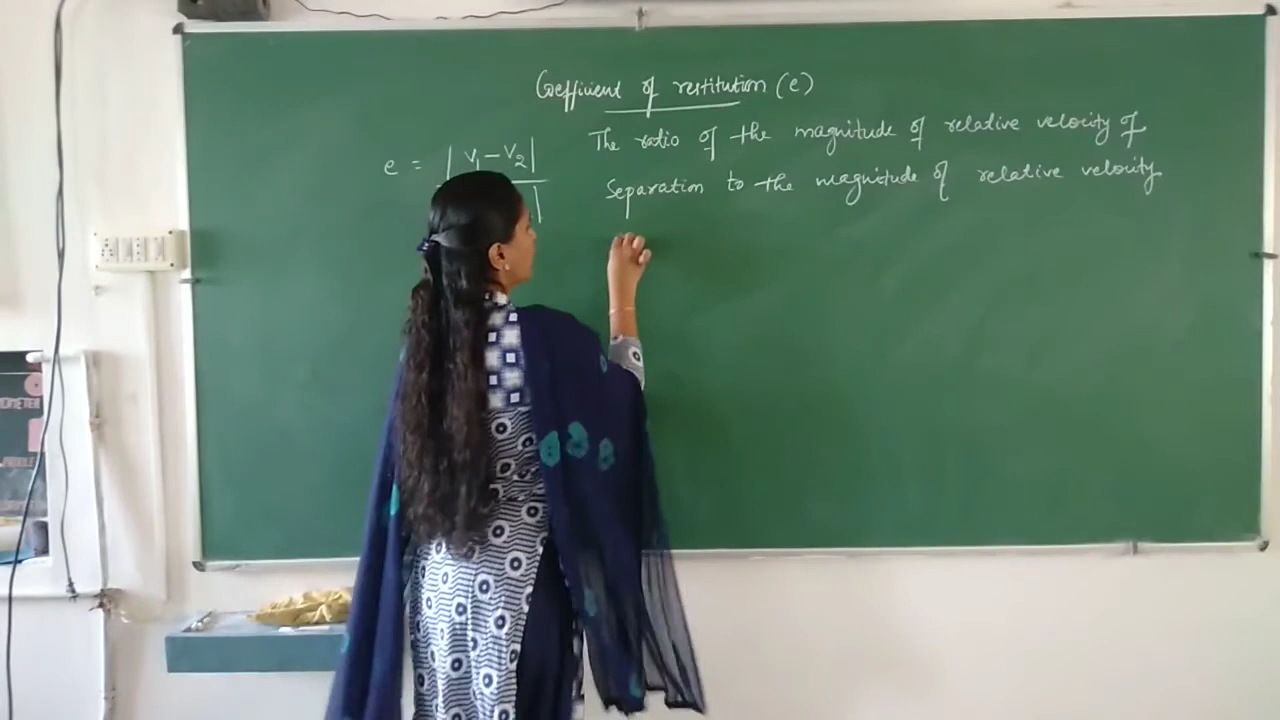 Coefficient of restitution (e)
e = | V₁ - V₂ |
The ratio of the magnitude of relative velocity of
Separation to the magnitude of relative velocity